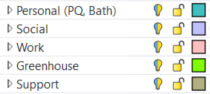 Personal (PQ, Bath)
Social
Work
Greenhouse
Support